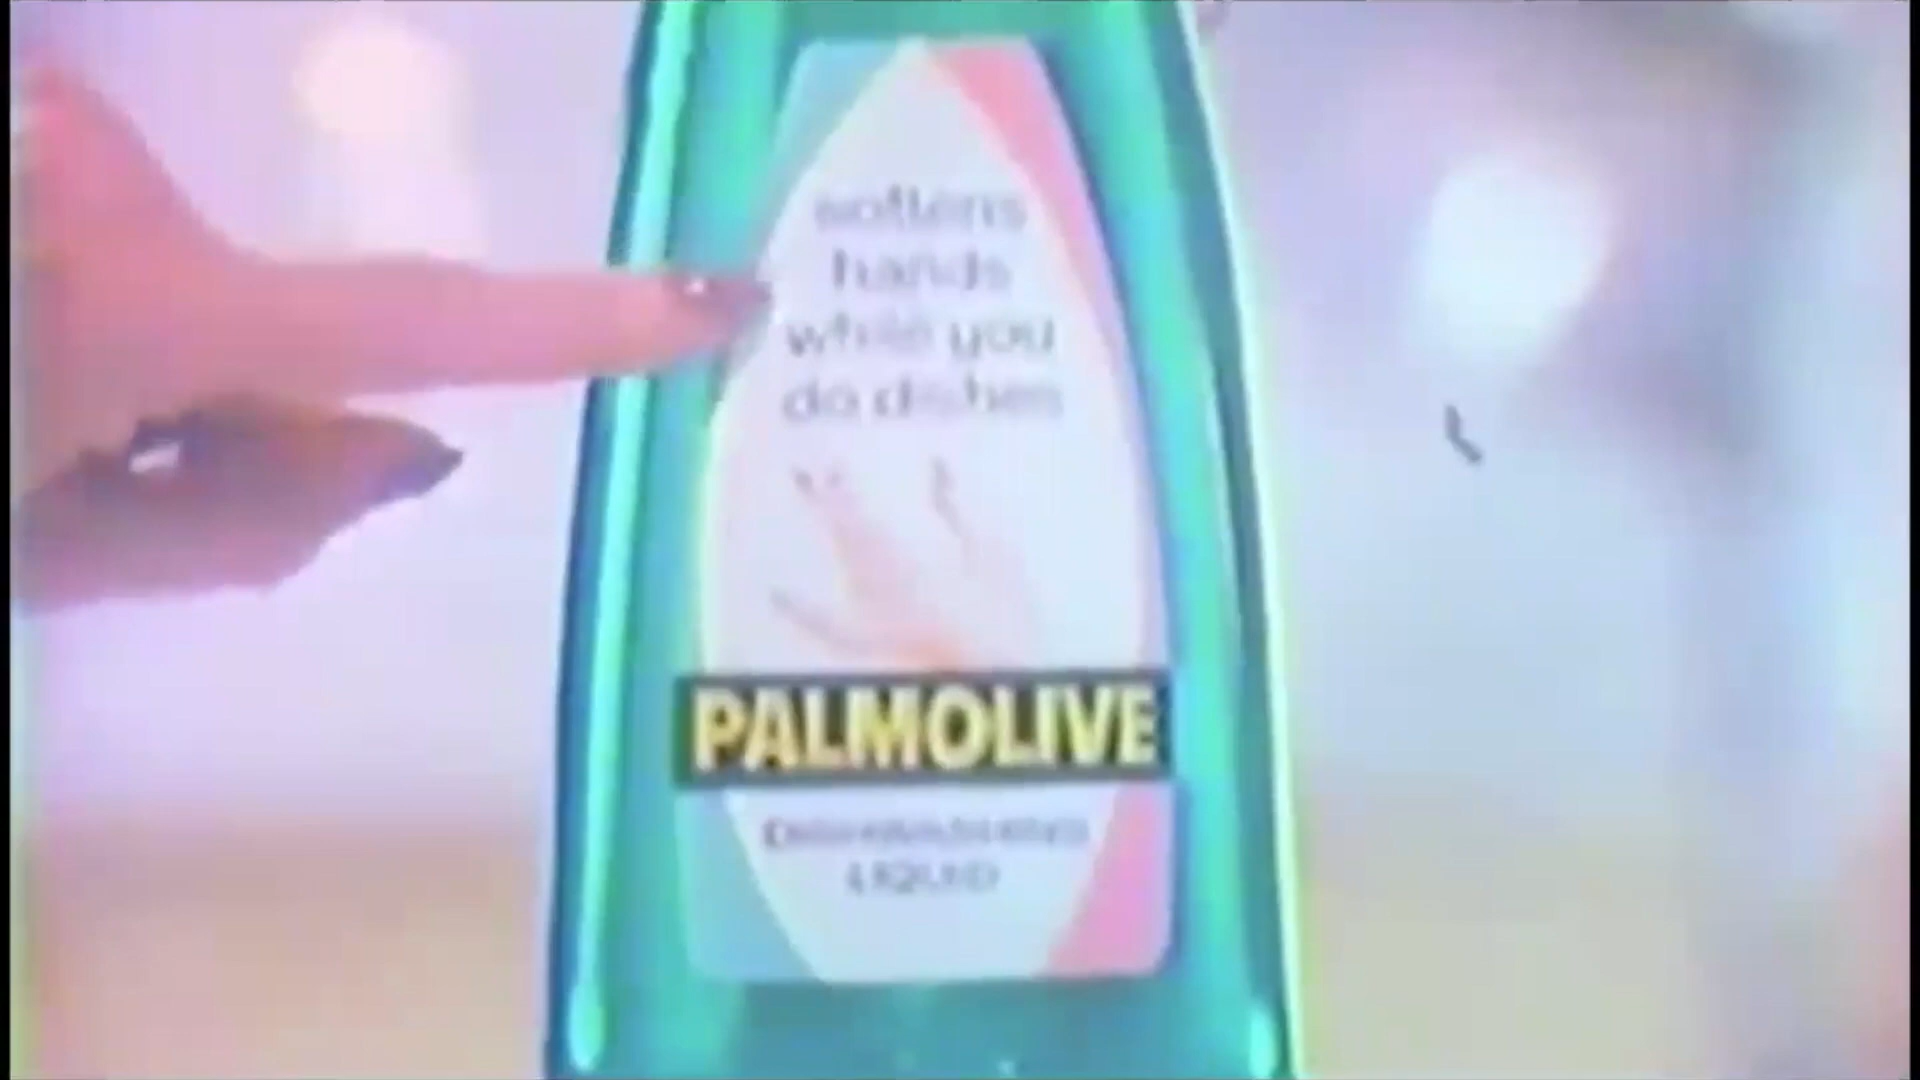 softens
hands
while you
do dishes
PALMOLIVE
DISHWASHING
LIQUID